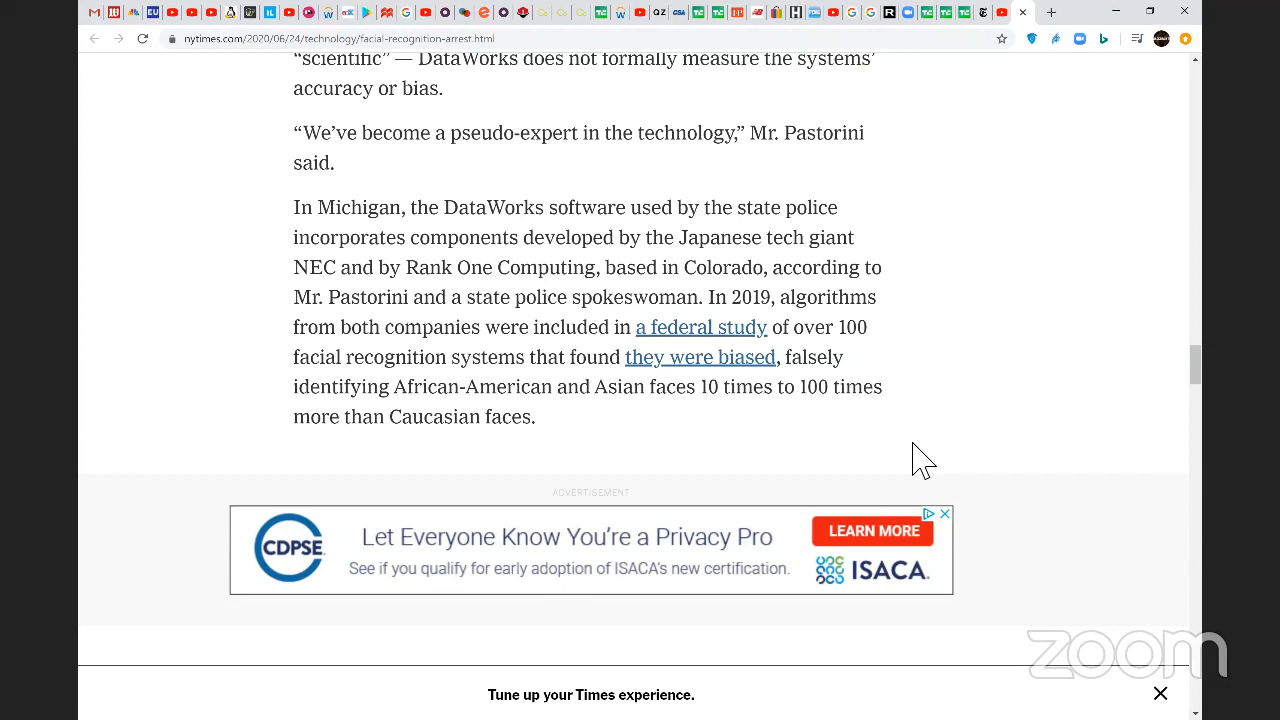 nytimes.com/2020/06/24/technology/facial-recognition-arrest.html
“scientific” — DataWorks does not formally measure the systems’
accuracy or bias.
“We’ve become a pseudo-expert in the technology,” Mr. Pastorini
said.
In Michigan, the DataWorks software used by the state police
incorporates components developed by the Japanese tech giant
NEC and by Rank One Computing, based in Colorado, according to
Mr. Pastorini and a state police spokeswoman. In 2019, algorithms
from both companies were included in a federal study of over 100
facial recognition systems that found they were biased, falsely
identifying African-American and Asian faces 10 times to 100 times
more than Caucasian faces.
ADVERTISEMENT
CDPSE
Let Everyone Know You’re a Privacy Pro
See if you qualify for early adoption of ISACA’s new certification.
LEARN MORE
ISACA.
zoom
Tune up your Times experience.